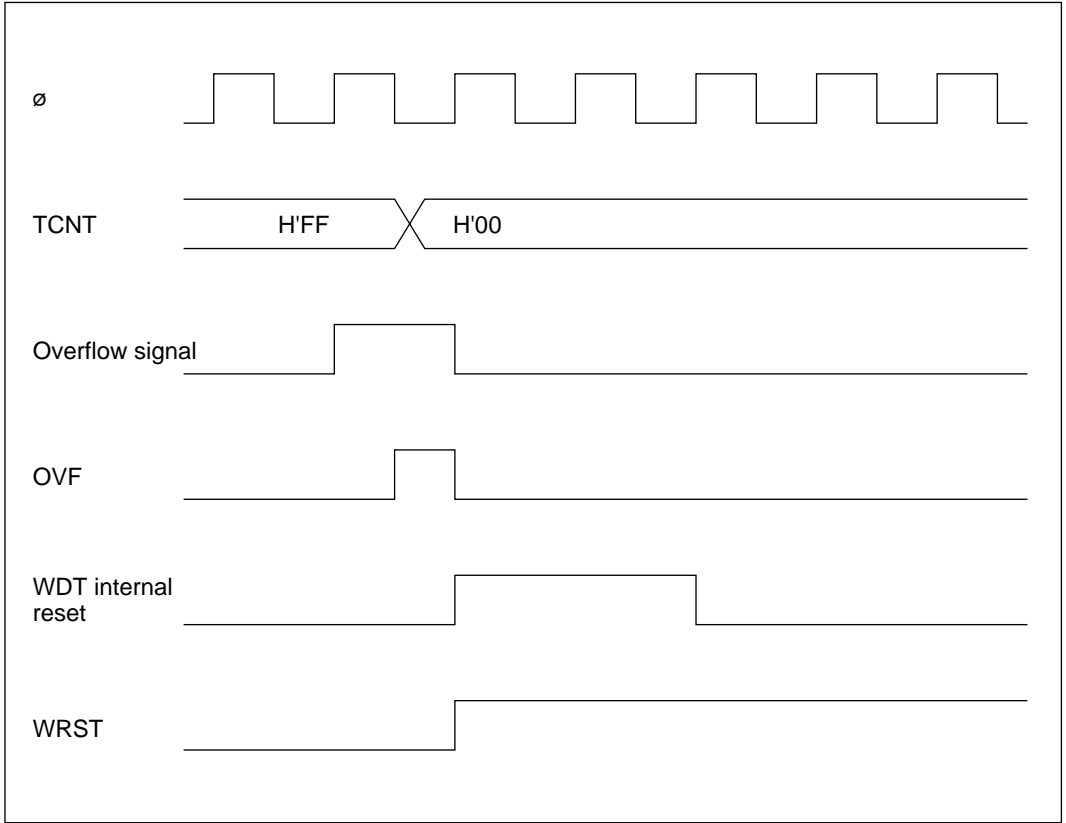 ø
TCNT H'FF H'00
Overflow signal
OVF
WDT internal
reset
WRST